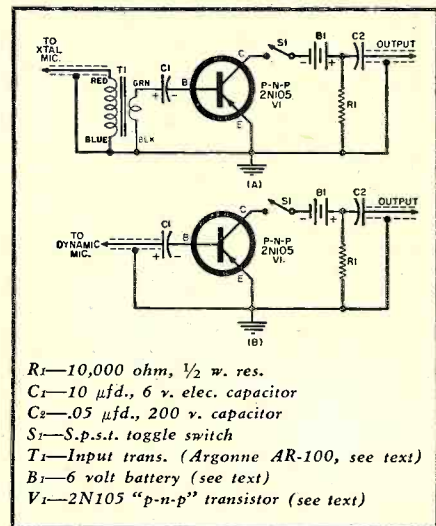 TO
XTAL
MIC.
RED
T1
GRN
C1
+ -
B
C
S1
B1
- +
C2
OUTPUT
P-N-P
2N105
V1
R1
BLUE
BLK
E
(A)
TO
DYNAMIC
MIC.
C1
+ -
B
C
S1
B1
- +
C2
OUTPUT
P-N-P
2N105
V1
R1
E
(B)
R1—10,000 ohm, 1/2 w. res.
C1—10 μfd., 6 v. elec. capacitor
C2—.05 μfd., 200 v. capacitor
S1—S.p.s.t. toggle switch
T1—Input trans. (Argonne AR-100, see text)
B1—6 volt battery (see text)
V1—2N105 "p-n-p" transistor (see text)